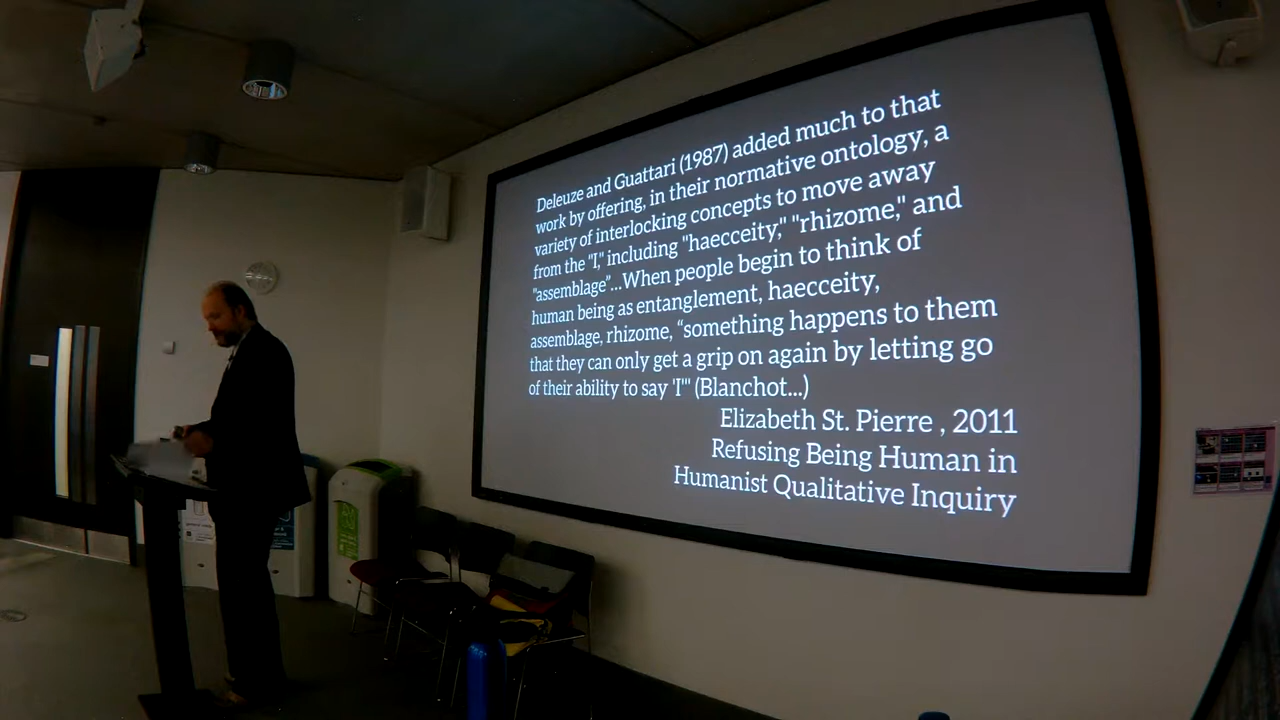 Deleuze and Guattari (1987) added much to that
work by offering, in their normative ontology, a
variety of interlocking concepts to move away
from the "I," including "haecceity," "rhizome," and
"assemblage"...When people begin to think of
human being as entanglement, haecceity,
assemblage, rhizome, “something happens to them
that they can only get a grip on again by letting go
of their ability to say 'I'" (Blanchot...)
Elizabeth St. Pierre , 2011
Refusing Being Human in
Humanist Qualitative Inquiry